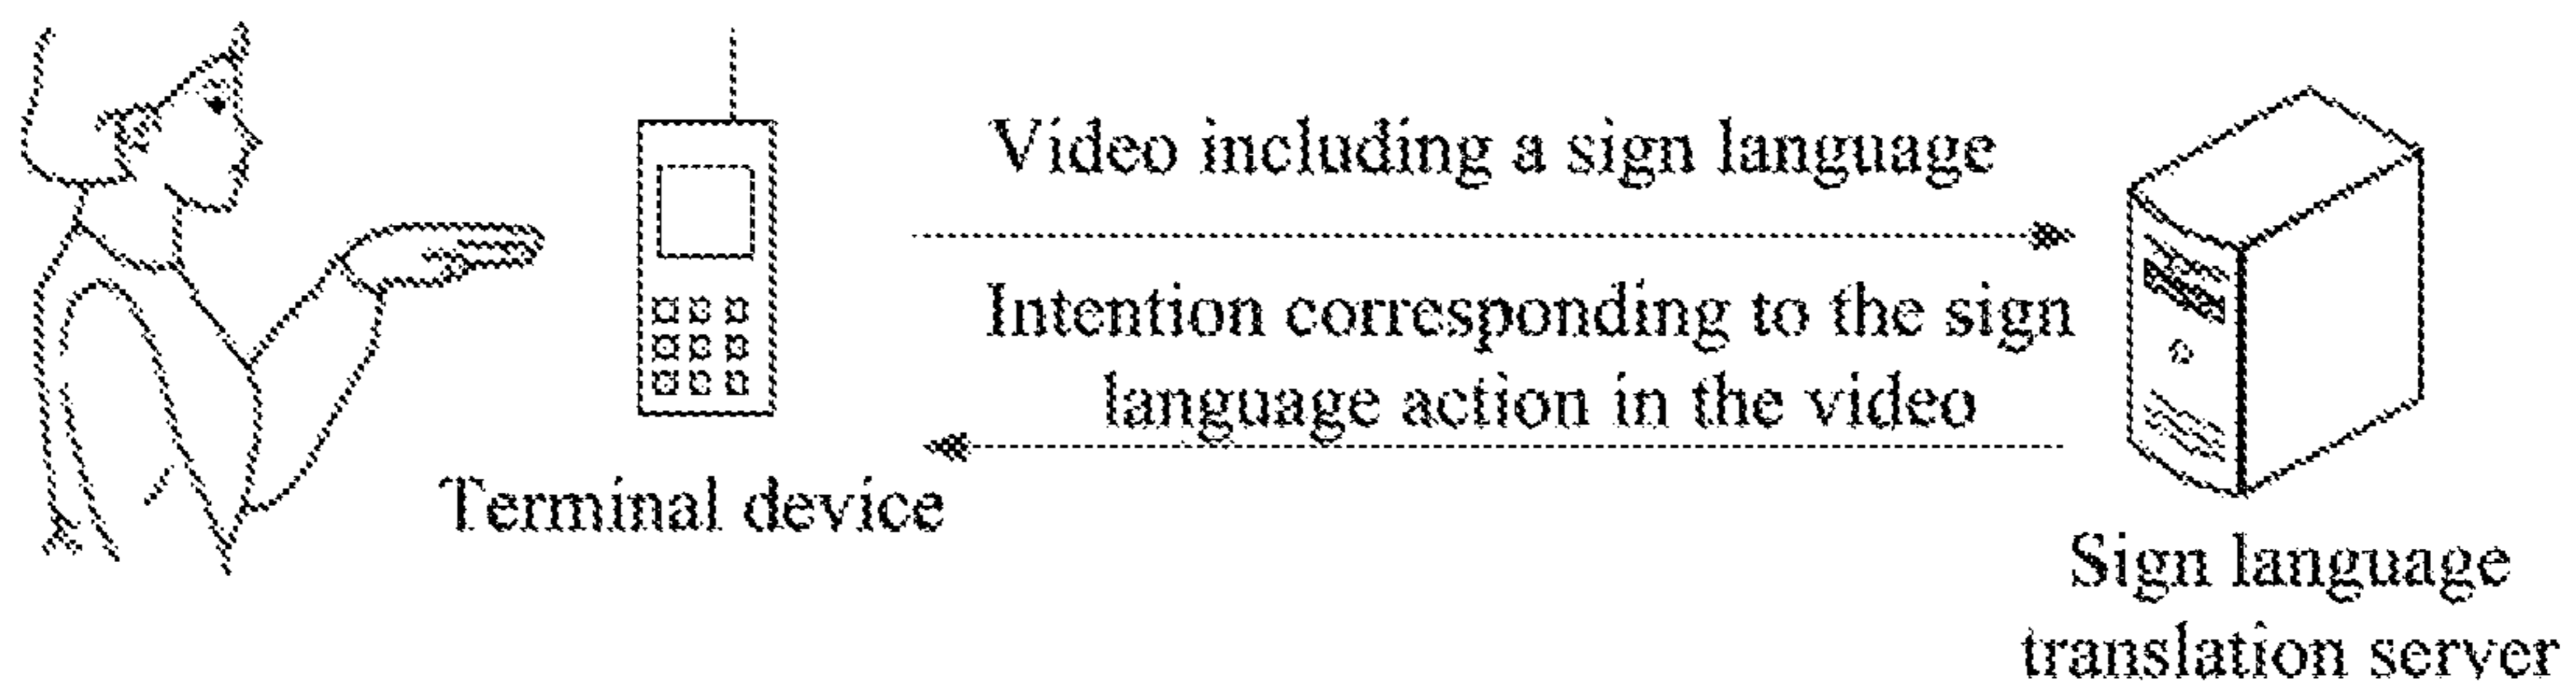 Video including a sign language
Intention corresponding to the sign
language action in the video
Terminal device
Sign language
translation server